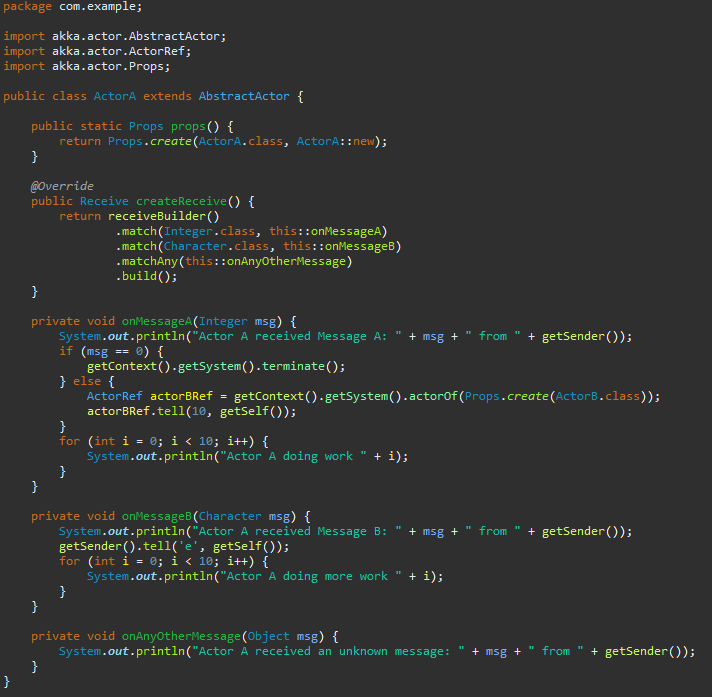 package com.example;

import akka.actor.AbstractActor;
import akka.actor.ActorRef;
import akka.actor.Props;

public class ActorA extends AbstractActor {

    public static Props props() {
        return Props.create(ActorA.class, ActorA::new);
    }

    @Override
    public Receive createReceive() {
        return receiveBuilder()
                .match(Integer.class, this::onMessageA)
                .match(Character.class, this::onMessageB)
                .matchAny(this::onAnyOtherMessage)
                .build();
    }

    private void onMessageA(Integer msg) {
        System.out.println("Actor A received Message A: " + msg + " from " + getSender());
        if (msg == 0) {
            getContext().getSystem().terminate();
        } else {
            ActorRef actorBRef = getContext().getSystem().actorOf(Props.create(ActorB.class));
            actorBRef.tell(10, getSelf());
        }
        for (int i = 0; i < 10; i++) {
            System.out.println("Actor A doing work " + i);
        }
    }

    private void onMessageB(Character msg) {
        System.out.println("Actor A received Message B: " + msg + " from " + getSender());
        getSender().tell('e', getSelf());
        for (int i = 0; i < 10; i++) {
            System.out.println("Actor A doing more work " + i);
        }
    }

    private void onAnyOtherMessage(Object msg) {
        System.out.println("Actor A received an unknown message: " + msg + " from " + getSender());
    }
}